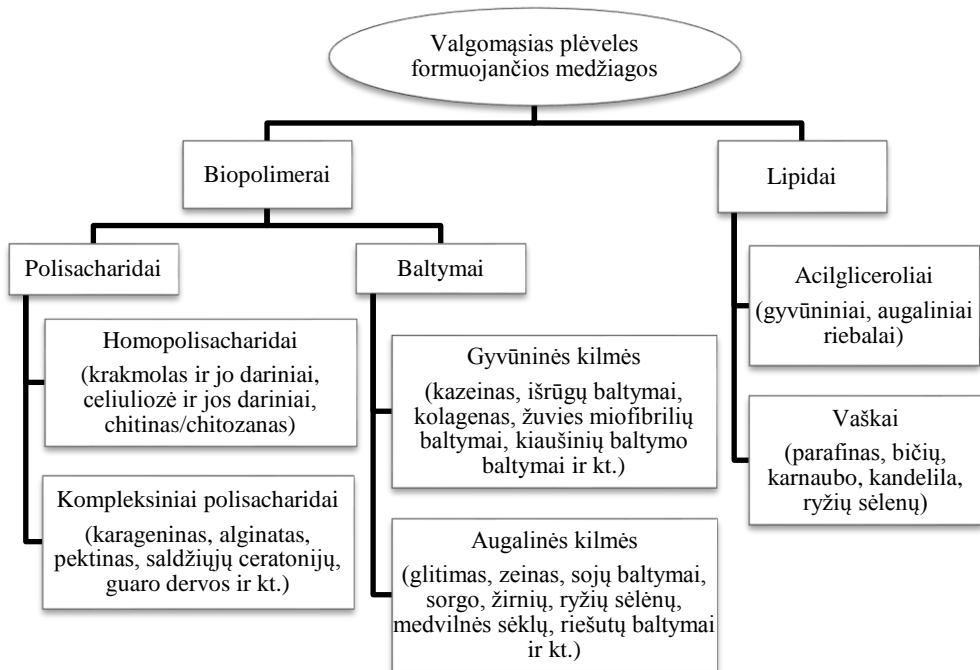 Valgomąsias plėveles
formuojančios medžiagos
Biopolimerai
Lipidai
Polisacharidai
Baltymai
Homopolisacharidai
(krakmolas ir jo dariniai,
celiuliozė ir jos dariniai,
chitinas/chitozanas)
Kompleksiniai polisacharidai
(karageninas, alginatas,
pektinas, saldžiųjų ceratonijų,
guaro dervos ir kt.)
Gyvūninės kilmės
(kazeinas, išrūgų baltymai,
kolagenas, žuvies miofibrilių
baltymai, kiaušinių baltymo
baltymai ir kt.)
Augalinės kilmės
(glitimas, zeinas, sojų baltymai,
sorgo, žirnių, ryžių sėlėnų,
medvilnės sėklų, riešutų baltymai
ir kt.)
Acilgliceroliai
(gyvūniniai, augaliniai
riebalai)
Vaškai
(parafinas, bičių,
karnaubo, kandelila,
ryžių sėlenų)